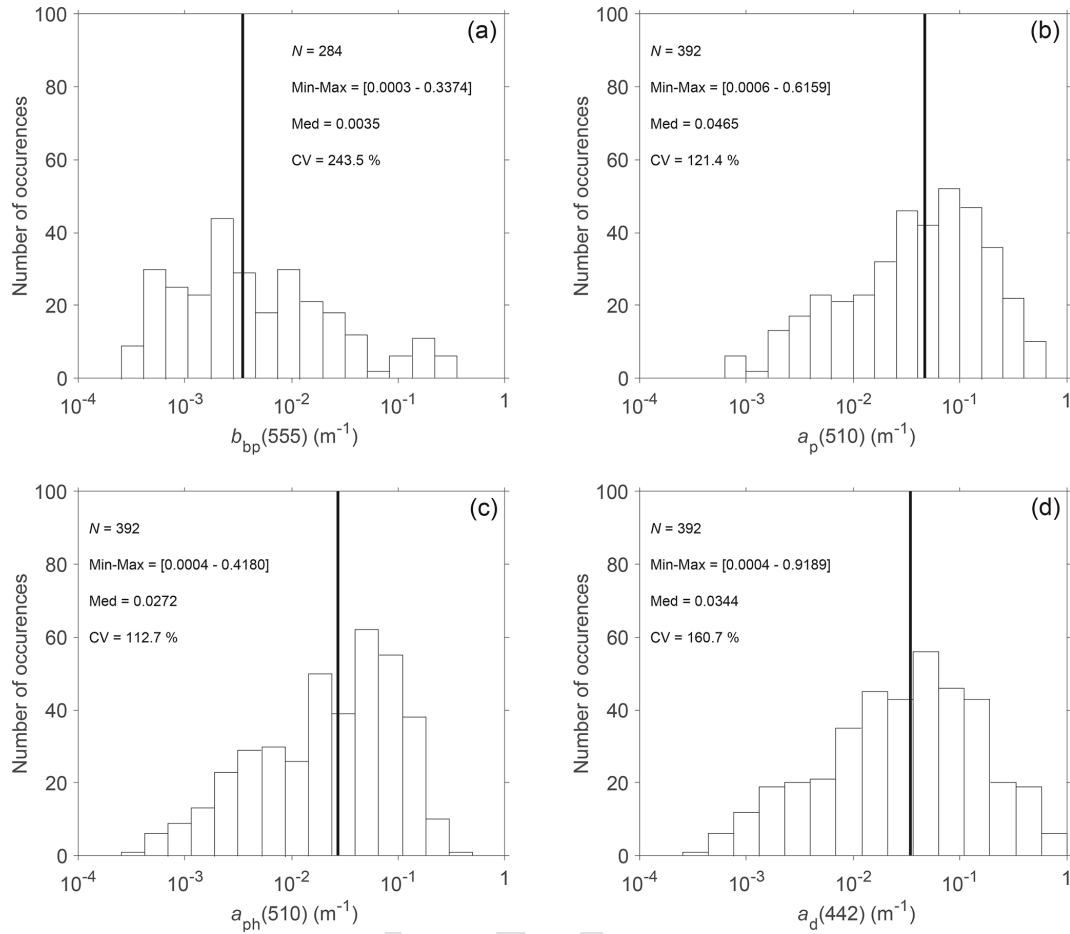 (a)
N = 284
Min-Max = [0.0003 - 0.3374]
Med = 0.0035
CV = 243.5 %
Number of occurences
100
80
60
40
20
0
10-4
10-3
10-2
10-1
1
bbp(555) (m-1)
(b)
N = 392
Min-Max = [0.0006 - 0.6159]
Med = 0.0465
CV = 121.4 %
Number of occurences
100
80
60
40
20
0
10-4
10-3
10-2
10-1
1
ap(510) (m-1)
(c)
N = 392
Min-Max = [0.0004 - 0.4180]
Med = 0.0272
CV = 112.7 %
Number of occurences
100
80
60
40
20
0
10-4
10-3
10-2
10-1
1
aph(510) (m-1)
(d)
N = 392
Min-Max = [0.0004 - 0.9189]
Med = 0.0344
CV = 160.7 %
Number of occurences
100
80
60
40
20
0
10-4
10-3
10-2
10-1
1
ad(442) (m-1)